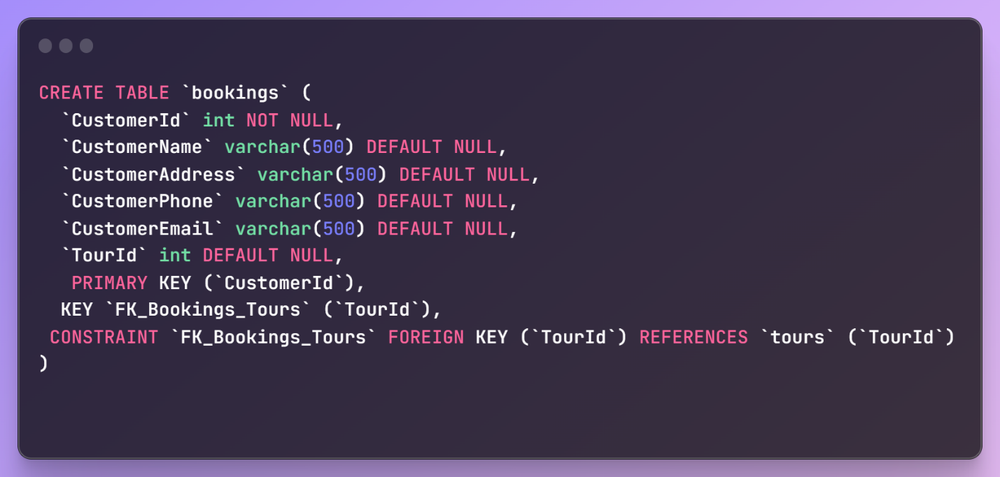 CREATE TABLE `bookings` (
  `CustomerId` int NOT NULL,
  `CustomerName` varchar(500) DEFAULT NULL,
  `CustomerAddress` varchar(500) DEFAULT NULL,
  `CustomerPhone` varchar(500) DEFAULT NULL,
  `CustomerEmail` varchar(500) DEFAULT NULL,
  `TourId` int DEFAULT NULL,
   PRIMARY KEY (`CustomerId`),
  KEY `FK_Bookings_Tours` (`TourId`),
 CONSTRAINT `FK_Bookings_Tours` FOREIGN KEY (`TourId`) REFERENCES `tours` (`TourId`)
)